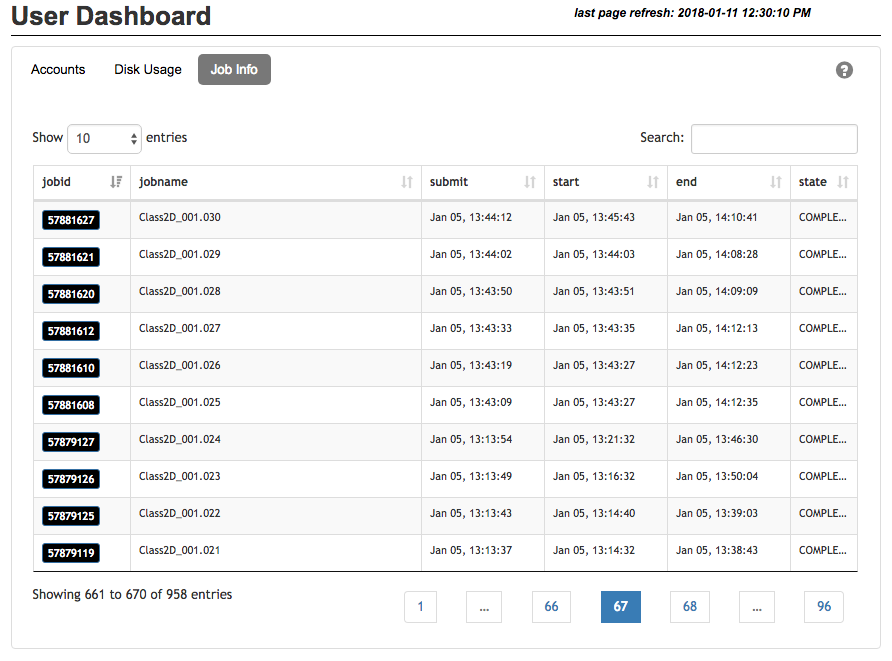 User Dashboard
last page refresh: 2018-01-11 12:30:10 PM
Accounts Disk Usage Job Info ?
Show 10 entries Search:
jobid jobname submit start end state
57881627 Class2D_001.030 Jan 05, 13:44:12 Jan 05, 13:45:43 Jan 05, 14:10:41 COMPLE...
57881621 Class2D_001.029 Jan 05, 13:44:02 Jan 05, 13:44:03 Jan 05, 14:08:28 COMPLE...
57881620 Class2D_001.028 Jan 05, 13:43:50 Jan 05, 13:43:51 Jan 05, 14:09:09 COMPLE...
57881612 Class2D_001.027 Jan 05, 13:43:33 Jan 05, 13:43:35 Jan 05, 14:12:13 COMPLE...
57881610 Class2D_001.026 Jan 05, 13:43:19 Jan 05, 13:43:27 Jan 05, 14:12:23 COMPLE...
57881608 Class2D_001.025 Jan 05, 13:43:09 Jan 05, 13:43:27 Jan 05, 14:12:35 COMPLE...
57879127 Class2D_001.024 Jan 05, 13:13:54 Jan 05, 13:21:32 Jan 05, 13:46:30 COMPLE...
57879126 Class2D_001.023 Jan 05, 13:13:49 Jan 05, 13:16:32 Jan 05, 13:50:04 COMPLE...
57879125 Class2D_001.022 Jan 05, 13:13:43 Jan 05, 13:14:40 Jan 05, 13:39:03 COMPLE...
57879119 Class2D_001.021 Jan 05, 13:13:37 Jan 05, 13:14:32 Jan 05, 13:38:43 COMPLE...
Showing 661 to 670 of 958 entries
1 ... 66 67 68 ... 96